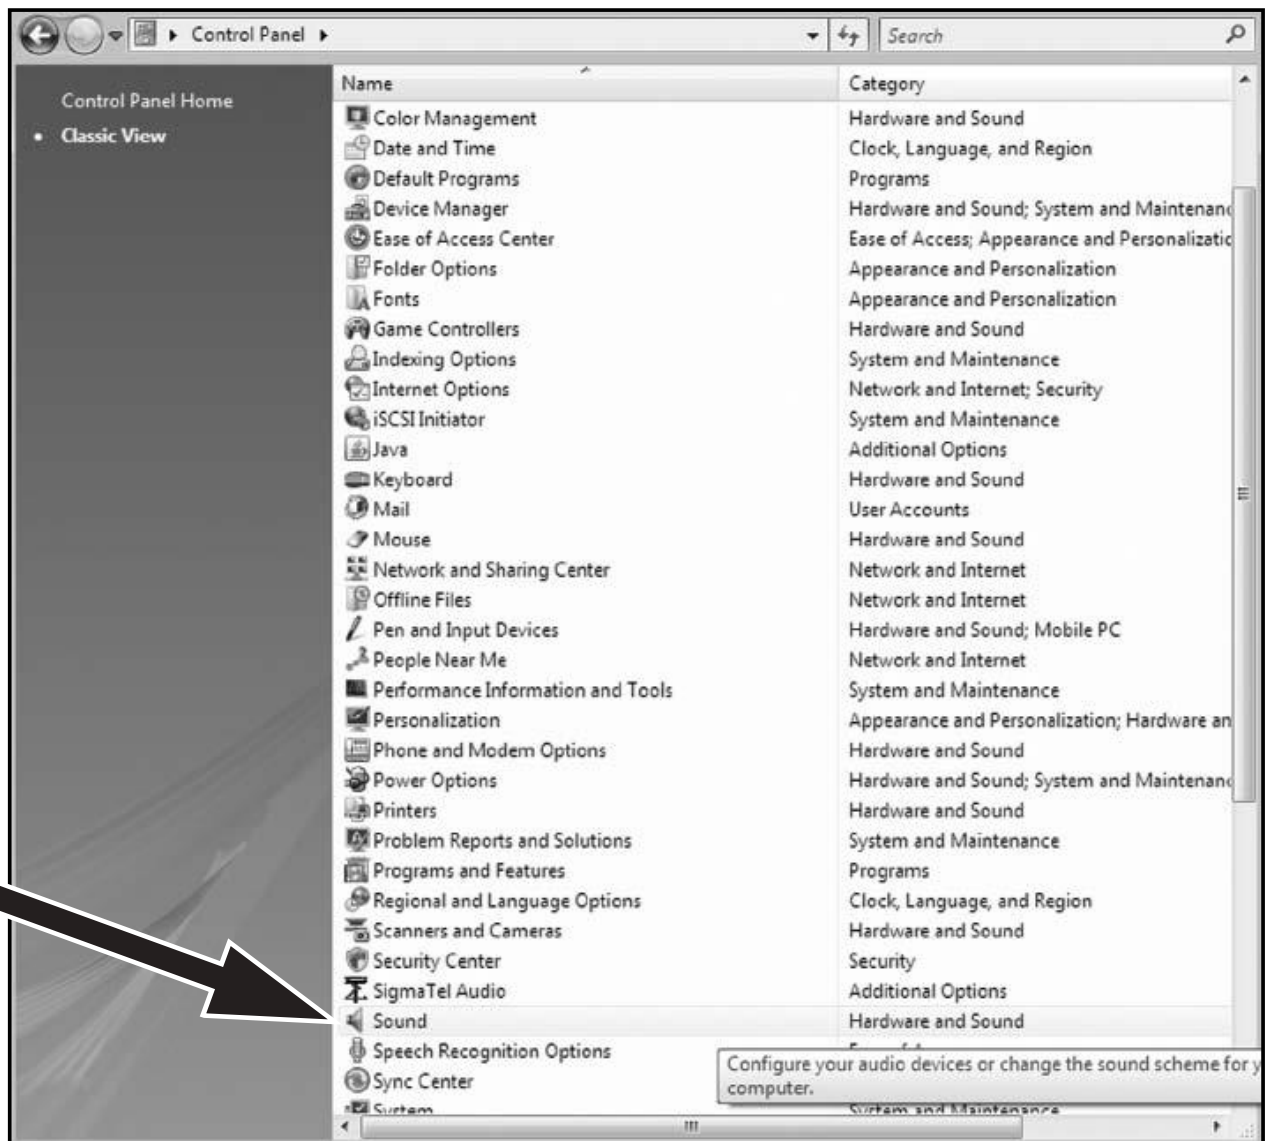 Control Panel
Search
Control Panel Home
Classic View
Name Category
Color Management Hardware and Sound
Date and Time Clock, Language, and Region
Default Programs Programs
Device Manager Hardware and Sound; System and Maintenanc
Ease of Access Center Ease of Access; Appearance and Personalizatic
Folder Options Appearance and Personalization
Fonts Appearance and Personalization
Game Controllers Hardware and Sound
Indexing Options System and Maintenance
Internet Options Network and Internet; Security
iSCSI Initiator System and Maintenance
Java Additional Options
Keyboard Hardware and Sound
Mail User Accounts
Mouse Hardware and Sound
Network and Sharing Center Network and Internet
Offline Files Network and Internet
Pen and Input Devices Hardware and Sound; Mobile PC
People Near Me Network and Internet
Performance Information and Tools System and Maintenance
Personalization Appearance and Personalization; Hardware an
Phone and Modem Options Hardware and Sound
Power Options Hardware and Sound; System and Maintenanc
Printers Hardware and Sound
Problem Reports and Solutions System and Maintenance
Programs and Features Programs
Regional and Language Options Clock, Language, and Region
Scanners and Cameras Hardware and Sound
Security Center Security
SigmaTel Audio Additional Options
Sound Hardware and Sound
Speech Recognition Options
Configure your audio devices or change the sound scheme for y
computer.
Sync Center
System System and Maintenance